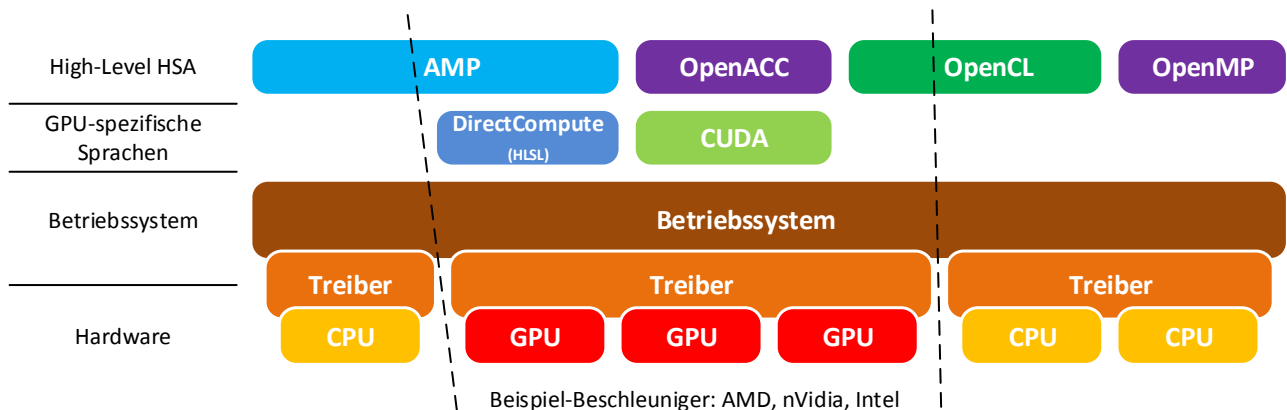 High-Level HSA
AMP
OpenACC
OpenCL
OpenMP
GPU-spezifische
Sprachen
DirectCompute
(HLSL)
CUDA
Betriebssystem
Betriebssystem
Treiber
Treiber
Treiber
Hardware
CPU
GPU
GPU
GPU
CPU
CPU
Beispiel-Beschleuniger: AMD, nVidia, Intel